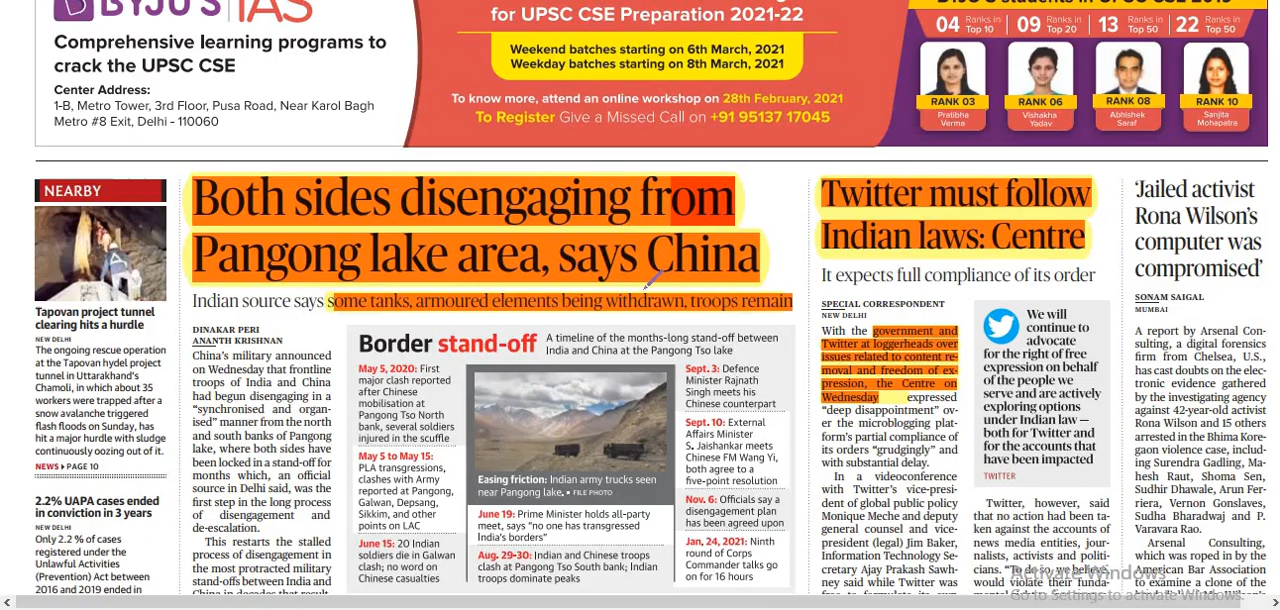 BYJU'S IAS
Comprehensive learning programs to
crack the UPSC CSE
Center Address:
1-B, Metro Tower, 3rd Floor, Pusa Road, Near Karol Bagh
Metro #8 Exit, Delhi - 110060
for UPSC CSE Preparation 2021-22
Weekend batches starting on 6th March, 2021
Weekday batches starting on 8th March, 2021
To know more, attend an online workshop on 28th February, 2021
To Register Give a Missed Call on +91 95137 17045
04 Ranks in Top 10
09 Ranks in Top 20
13 Ranks in Top 50
22 Ranks in Top 50
RANK 03
Pratibha
Verma
RANK 06
Vishakha
Yadav
RANK 08
Abhishek
Saraf
RANK 10
Sanjita
Mohapatra
NEARBY
Tapovan project tunnel
clearing hits a hurdle
NEW DELHI
The ongoing rescue operation
at the Tapovan hydel project
tunnel in Uttarakhand's
Chamoli, in which about 35
workers were trapped after a
snow avalanche triggered
flash floods on Sunday, has
hit a major hurdle with sludge
continuously oozing out of it.
NEWS PAGE 10
2.2% UAPA cases ended
in conviction in 3 years
NEW DELHI
Only 2.2 % of cases
registered under the
Unlawful Activities
(Prevention) Act between
2016 and 2019 ended in
Both sides disengaging from
Pangong lake area, says China
Indian source says some tanks, armoured elements being withdrawn, troops remain
DINAKAR PERI
ANANTH KRISHNAN
China's military announced
on Wednesday that frontline
troops of India and China
had begun disengaging in a
"synchronised and organ-
ised" manner from the north
and south banks of Pangong
lake, where both sides have
been locked in a stand-off for
months which, an official
source in Delhi said, was the
first step in the long process
of disengagement and
de-escalation.
This restarts the stalled
process of disengagement in
the most protracted military
stand-offs between India and
China in decades that result
Border stand-off
A timeline of the months-long stand-off between
India and China at the Pangong Tso lake
May 5, 2020: First
major clash reported
after Chinese
mobilisation at
Pangong Tso North
bank, several soldiers
injured in the scuffle
May 5 to May 15:
PLA transgressions,
clashes with Army
reported at Pangong,
Galwan, Depsang,
Sikkim, and other
points on LAC
June 15: 20 Indian
soldiers die in Galwan
clash; no word on
Chinese casualties
Easing friction: Indian army trucks seen
near Pangong lake. FILE PHOTO
June 19: Prime Minister holds all-party
meet, says "no one has transgressed
India's borders"
Aug. 29-30: Indian and Chinese troops
clash at Pangong Tso South bank; Indian
troops dominate peaks
Sept. 3: Defence
Minister Rajnath
Singh meets his
Chinese counterpart
Sept. 10: External
Affairs Minister
S. Jaishankar meets
Chinese FM Wang Yi,
both agree to a
five-point resolution
Nov. 6: Officials say a
disengagement plan
has been agreed upon
Jan. 24, 2021: Ninth
round of Corps
Commander talks go
on for 16 hours
Twitter must follow
Indian laws: Centre
It expects full compliance of its order
SPECIAL CORRESPONDENT
NEW DELHI
With the government and
Twitter at loggerheads over
issues related to content re-
moval and freedom of ex-
pression, the Centre on
Wednesday expressed
"deep disappointment" ov-
er the microblogging plat-
form's partial compliance of
its orders "grudgingly" and
with substantial delay.
In a videoconference
with Twitter's vice-presi-
dent of global public policy
Monique Meche and deputy
general counsel and vice-
president (legal) Jim Baker,
Information Technology Se-
cretary Ajay Prakash Sawh-
ney said while Twitter was
We will
continue to
advocate
for the right of free
expression on behalf
of the people we
serve and are actively
exploring options
under Indian law —
both for Twitter and
for the accounts that
have been impacted
TWITTER
Twitter, however, said
that no action had been ta-
ken against the accounts of
news media entities, jour-
nalists, activists and politi-
cians. "To do so, we believe,
would violate their funda-
'Jailed activist
Rona Wilson's
computer was
compromised'
SONAM SAIGAL
MUMBAI
A report by Arsenal Con-
sulting, a digital forensics
firm from Chelsea, U.S.,
has cast doubts on the elec-
tronic evidence gathered
by the investigating agency
against 42-year-old activist
Rona Wilson and 15 others
arrested in the Bhima Kore-
gaon violence case, includ-
ing Surendra Gadling, Ma-
hesh Raut, Shoma Sen,
Sudhir Dhawale, Arun Fer-
riera, Vernon Gonslaves,
Sudha Bharadwaj and P.
Varavara Rao.
Arsenal Consulting,
which was roped in by the
American Bar Association
to examine a clone of the
Activate Windows
Go to Settings to activate Windows.